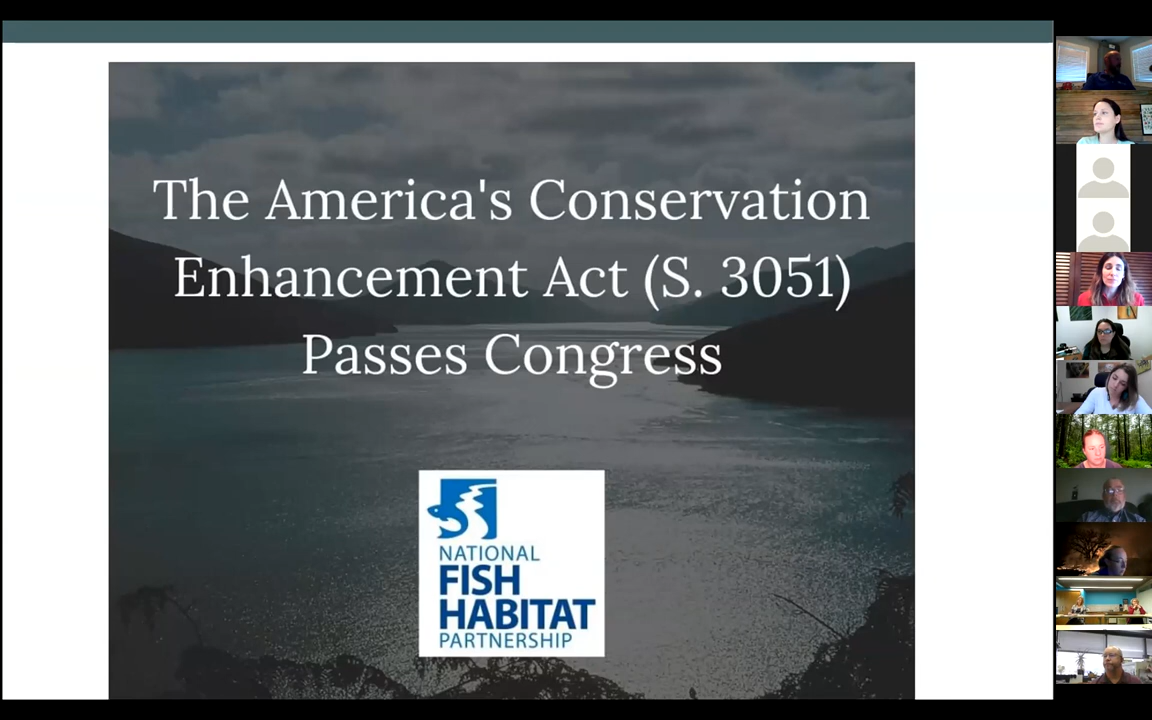 The America's Conservation
Enhancement Act (S. 3051)
Passes Congress
NATIONAL
FISH
HABITAT
PARTNERSHIP